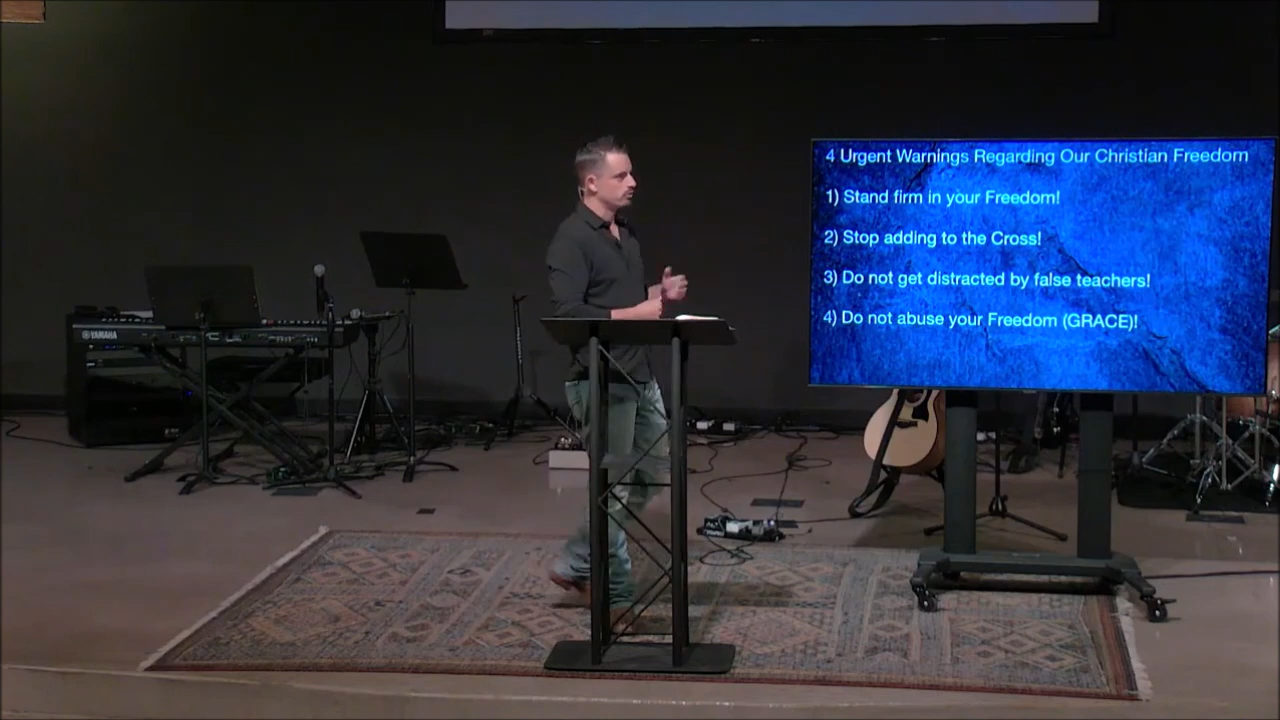 4 Urgent Warnings Regarding Our Christian Freedom
1) Stand firm in your Freedom!
2) Stop adding to the Cross!
3) Do not get distracted by false teachers!
4) Do not abuse your Freedom (GRACE)!
YAMAHA